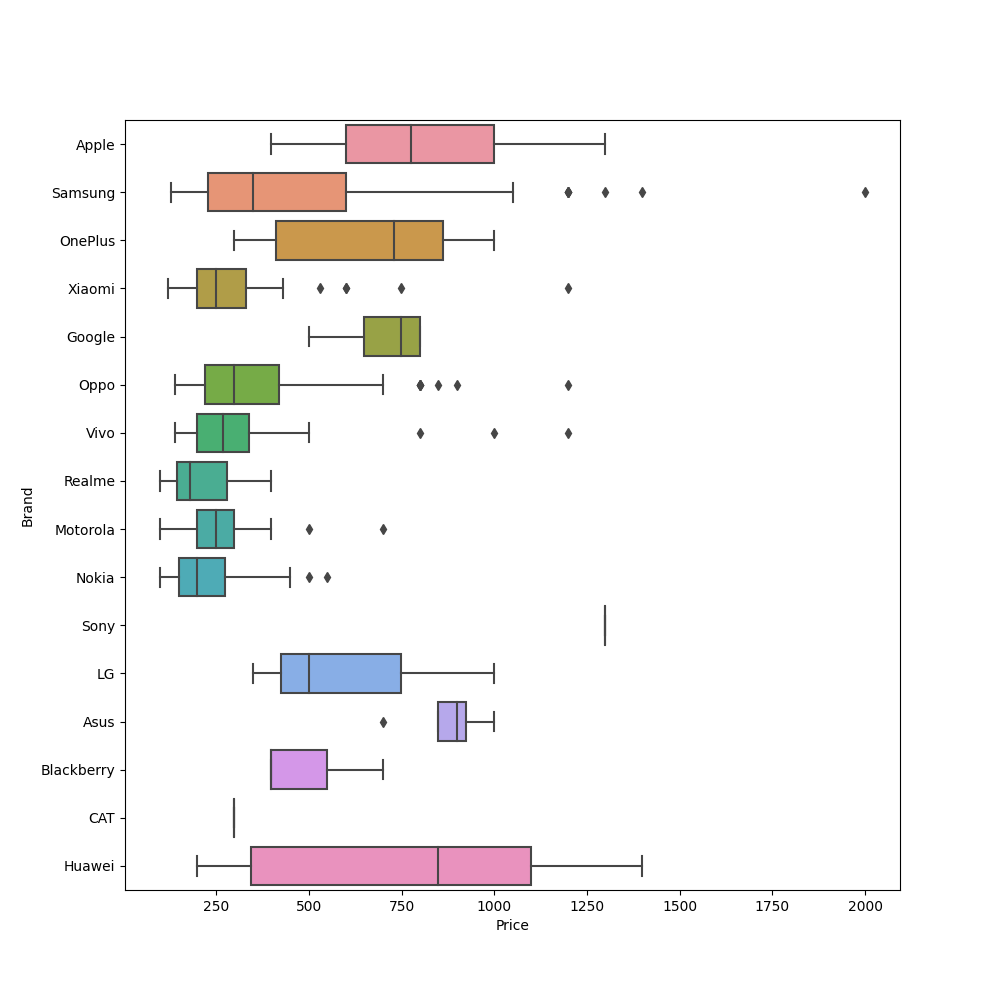 Apple
Samsung
OnePlus
Xiaomi
Google
Oppo
Vivo
Realme
Motorola
Nokia
Sony
LG
Asus
Blackberry
CAT
Huawei
Brand
250 500 750 1000 1250 1500 1750 2000
Price